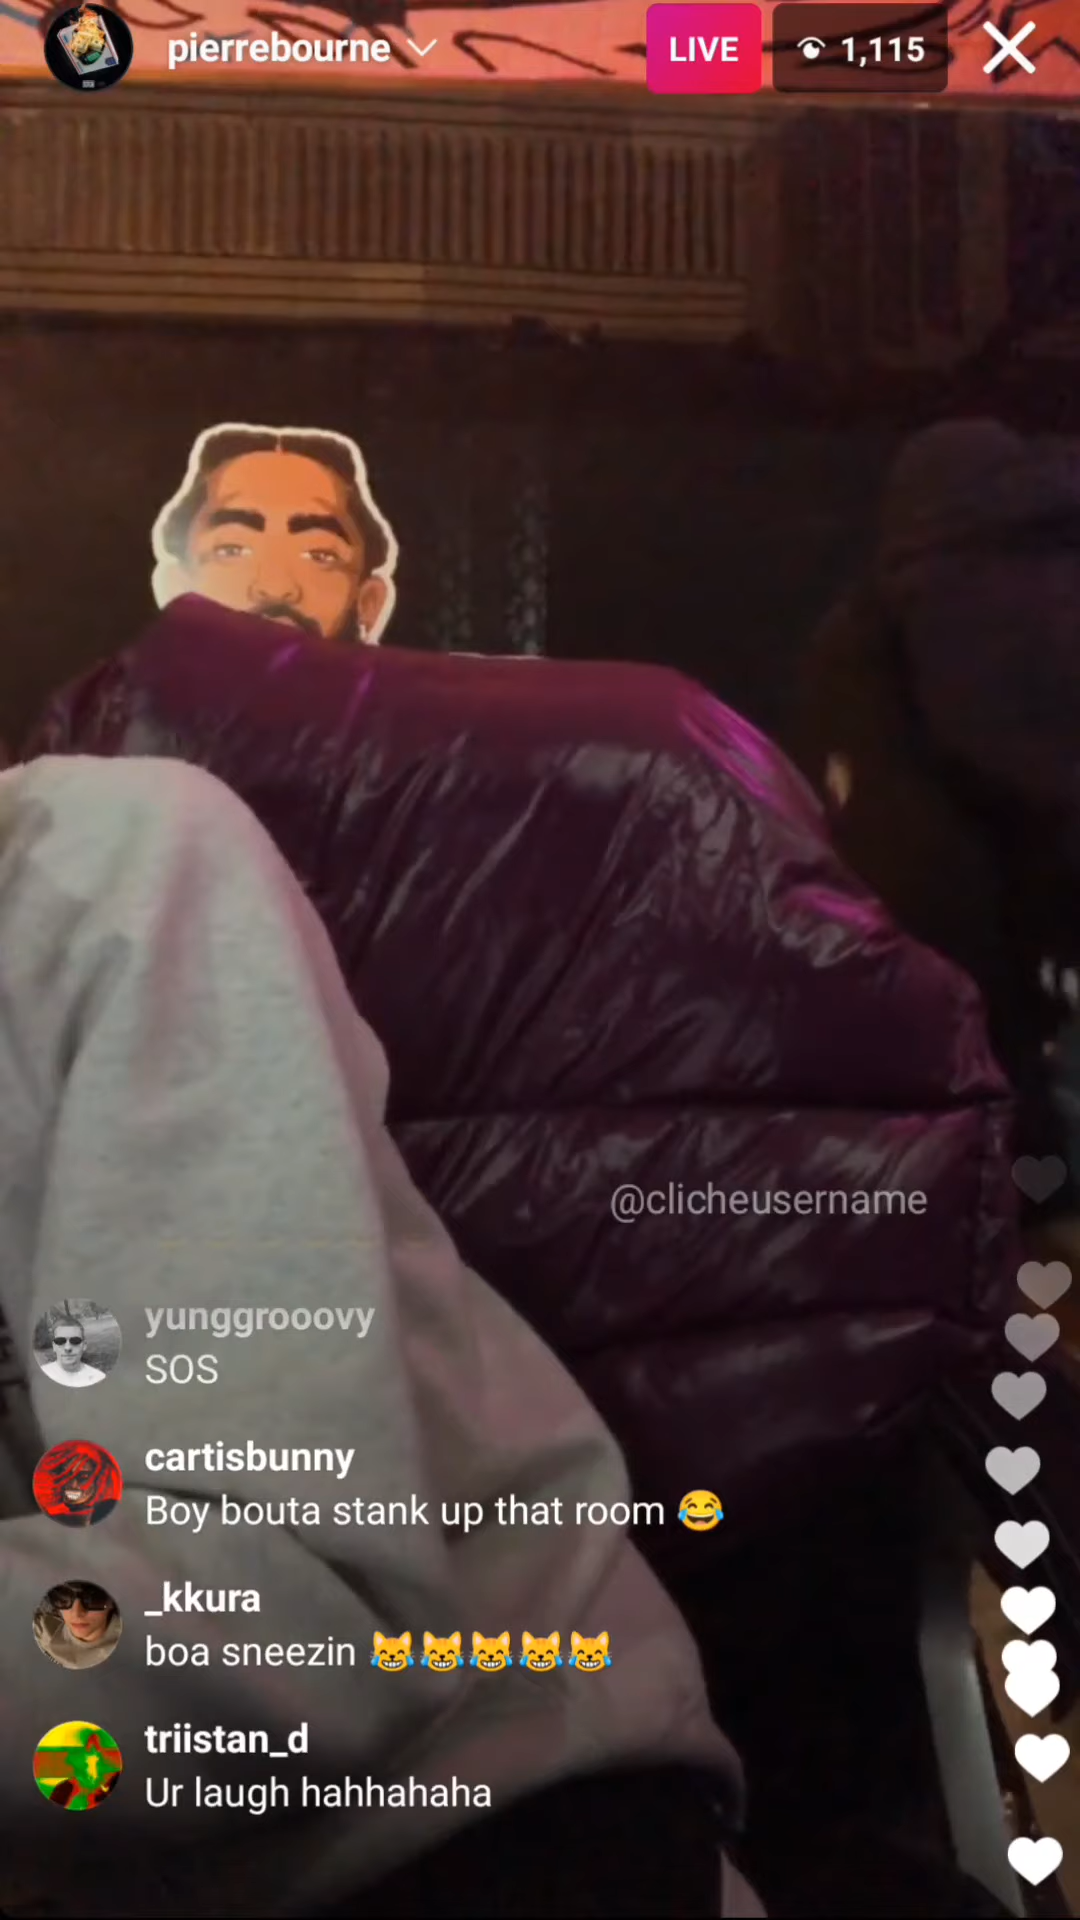 pierrebourne
LIVE
1,115
@clicheusername
yunggrooovy
SOS
cartisbunny
Boy bouta stank up that room 😂
_kkura
boa sneezin 😹😹😹😹😹
triistan_d
Ur laugh hahhahaha